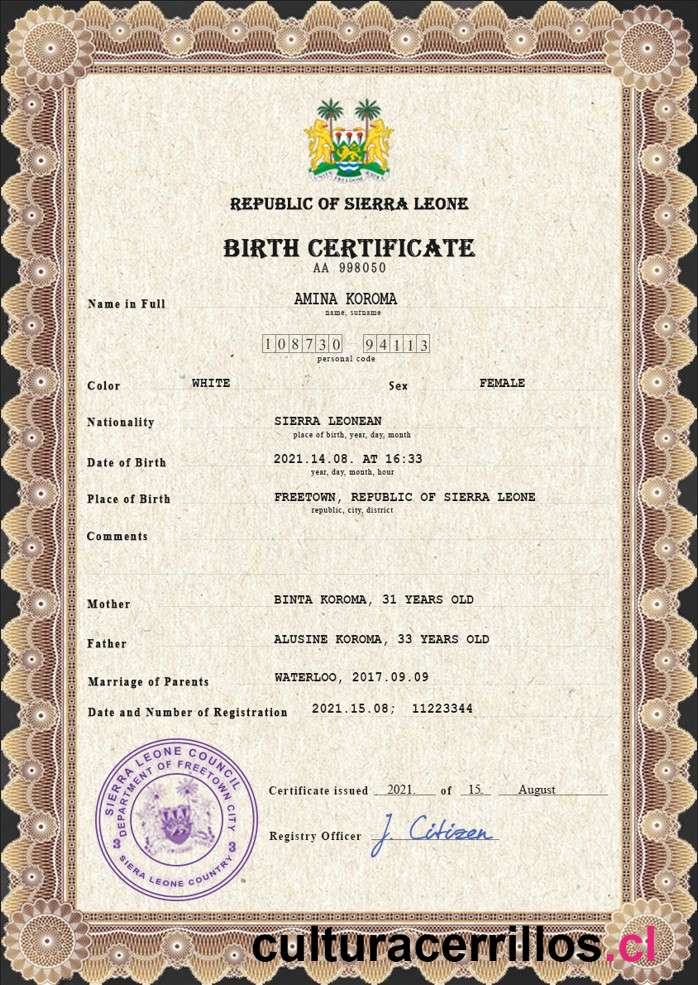 REPUBLIC OF SIERRA LEONE
BIRTH CERTIFICATE
AA 998050
Name in Full AMINA KOROMA
name, surname
108730 94113
personal code
Color WHITE Sex FEMALE
Nationality SIERRA LEONEAN
place of birth, year, day, month
Date of Birth 2021.14.08. AT 16:33
year, day, month, hour
Place of Birth FREETOWN, REPUBLIC OF SIERRA LEONE
republic, city, district
Comments
Mother BINTA KOROMA, 31 YEARS OLD
Father ALUSINE KOROMA, 33 YEARS OLD
Marriage of Parents WATERLOO, 2017.09.09
Date and Number of Registration 2021.15.08; 11223344
SIERRA LEONE COUNCIL
DEPARTMENT OF FREETOWN CITY
3 3
SIERA LEONE COUNTRY
Certificate issued 2021. of 15. August
Registry Officer J. Citizen
culturacerrillos.cl